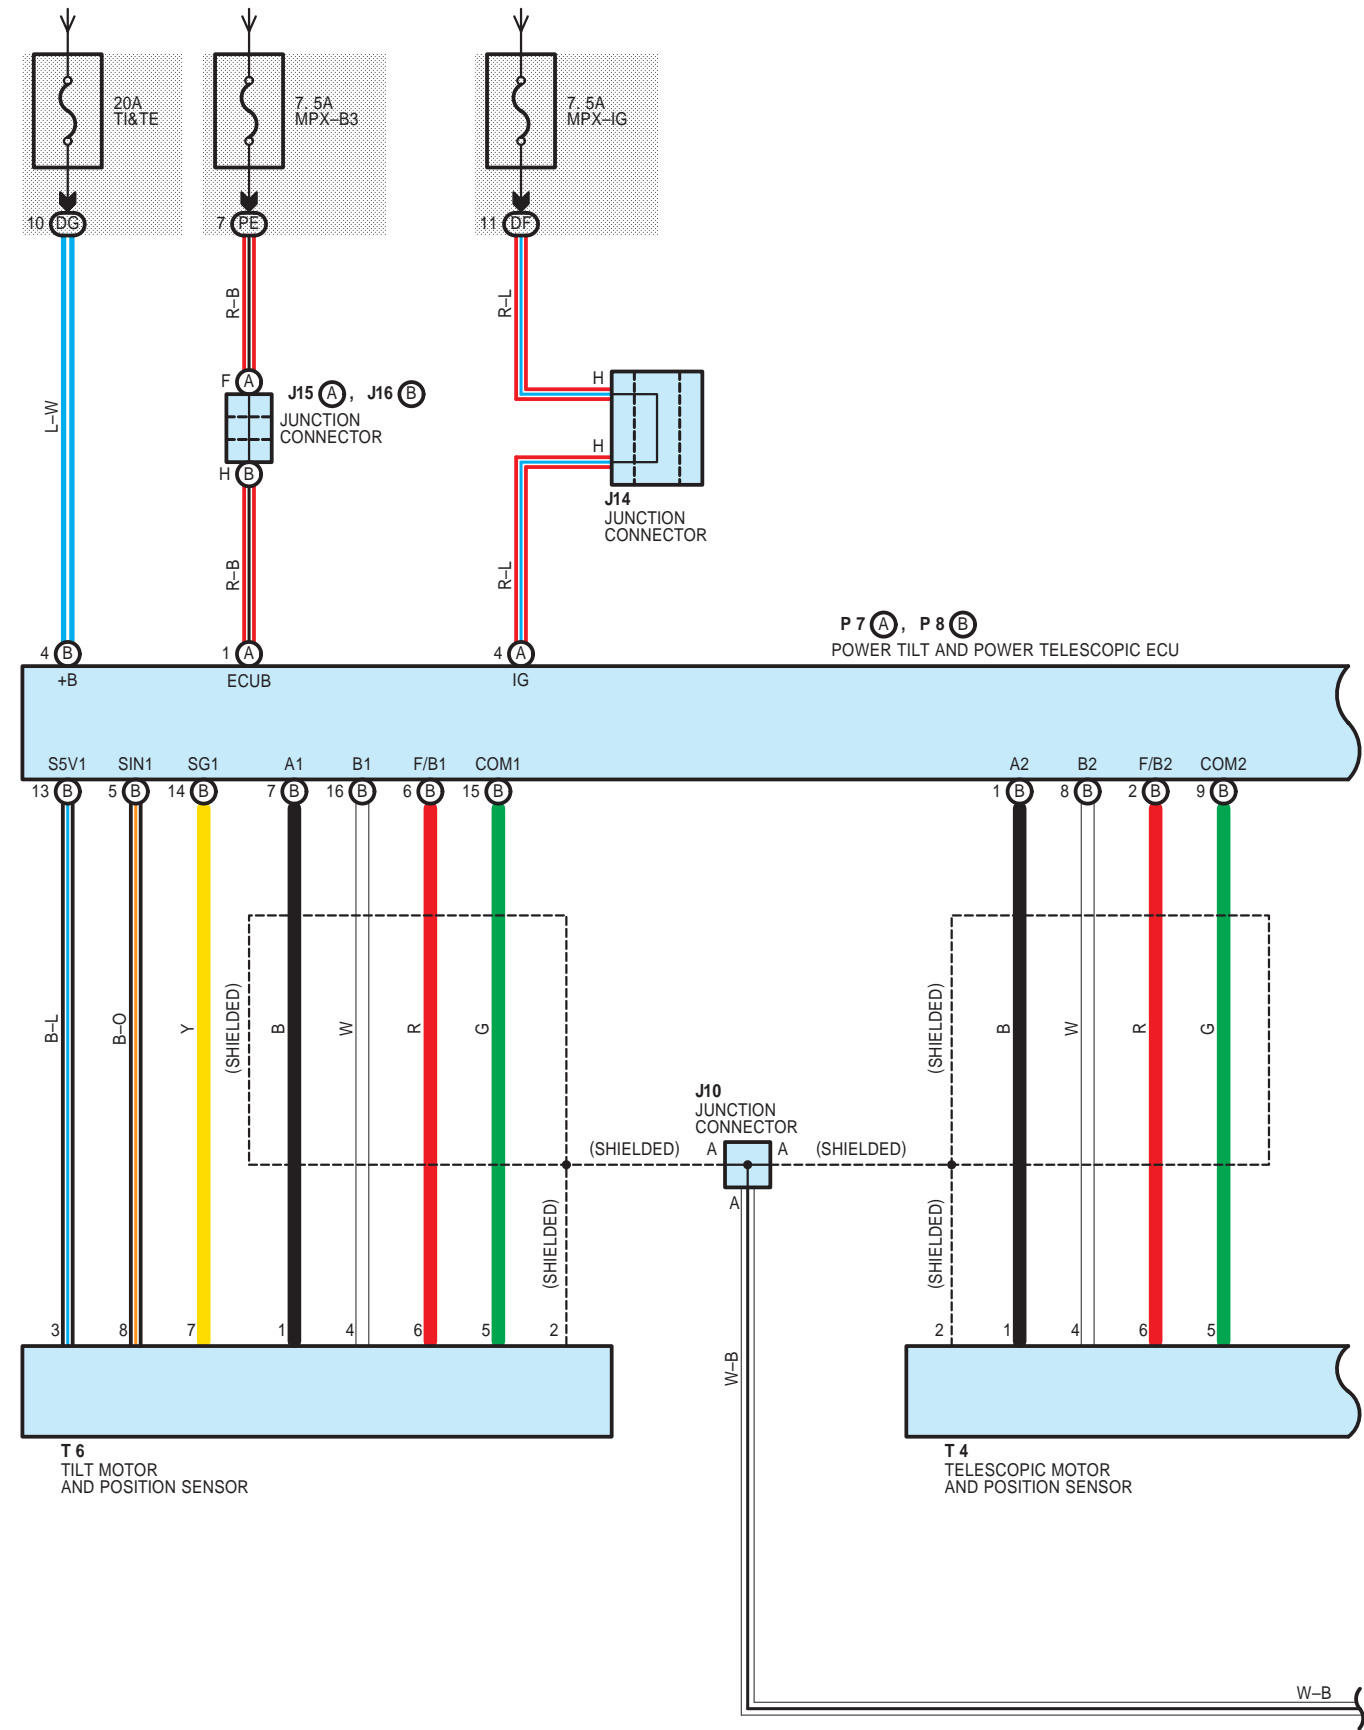 20A
TI&TE
7. 5A
MPX–B3
7. 5A
MPX–IG
10 DG
7 PE
11 DF
L–W
R–B
R–L
F A
J15 A , J16 B
JUNCTION
CONNECTOR
H B
H
H
J14
JUNCTION
CONNECTOR
R–B
R–L
P 7 A , P 8 B
POWER TILT AND POWER TELESCOPIC ECU
4 B
1 A
4 A
+B
ECUB
IG
S5V1
SIN1
SG1
A1
B1
F/B1
COM1
A2
B2
F/B2
COM2
13 B
5 B
14 B
7 B
16 B
6 B
15 B
1 B
8 B
2 B
9 B
B–L
B–O
Y
(SHIELDED)
B
W
R
G
(SHIELDED)
B
W
R
G
J10
JUNCTION
CONNECTOR
(SHIELDED)
A
A
(SHIELDED)
A
(SHIELDED)
(SHIELDED)
3
8
7
1
4
6
5
2
2
1
4
6
5
W–B
T 6
TILT MOTOR
AND POSITION SENSOR
T 4
TELESCOPIC MOTOR
AND POSITION SENSOR
W–B